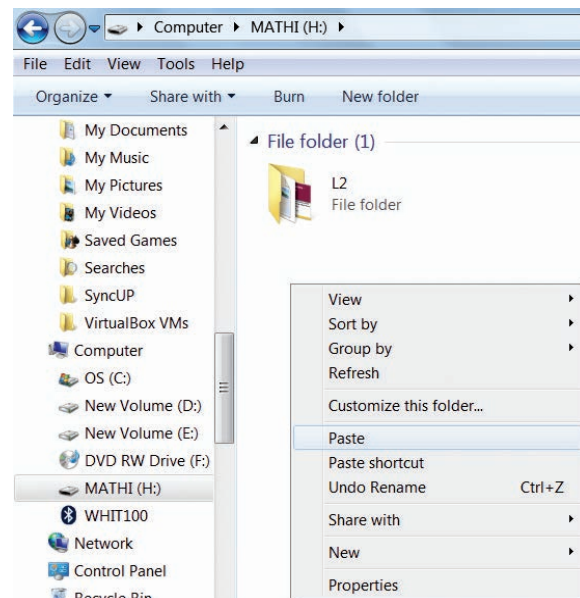 Computer MATHI (H:)
File Edit View Tools Help
Organize Share with Burn New folder
My Documents
My Music
My Pictures
My Videos
Saved Games
Searches
SyncUP
VirtualBox VMs
Computer
OS (C:)
New Volume (D:)
New Volume (E:)
DVD RW Drive (F:)
MATHI (H:)
WHIT100
Network
Control Panel
Recycle Bin
File folder (1)
L2
File folder
View
Sort by
Group by
Refresh
Customize this folder...
Paste
Paste shortcut
Undo Rename Ctrl+Z
Share with
New
Properties